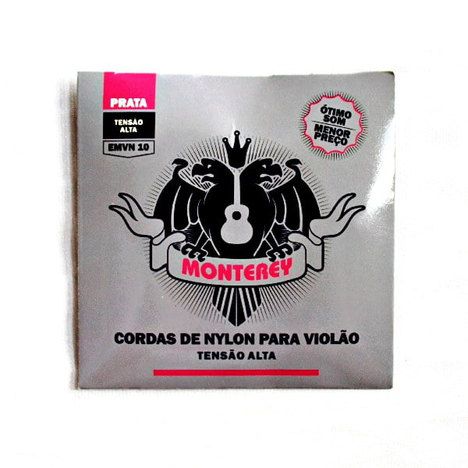 PRATA
TENSÃO
ALTA
EMVN 10
ÓTIMO
SOM
MENOR
PREÇO
MONTEREY
CORDAS DE NYLON PARA VIOLÃO
TENSÃO ALTA